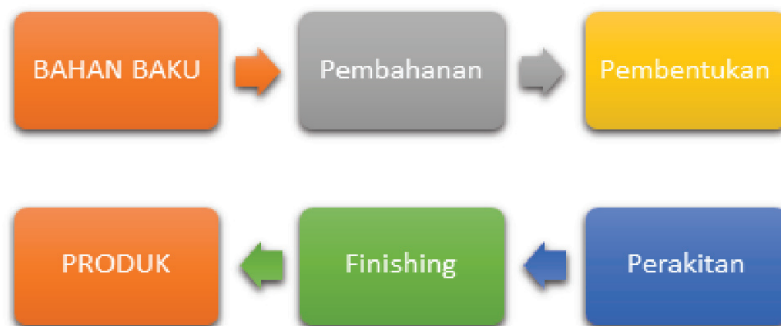 BAHAN BAKU
Pembahanan
Pembentukan
Perakitan
Finishing
PRODUK